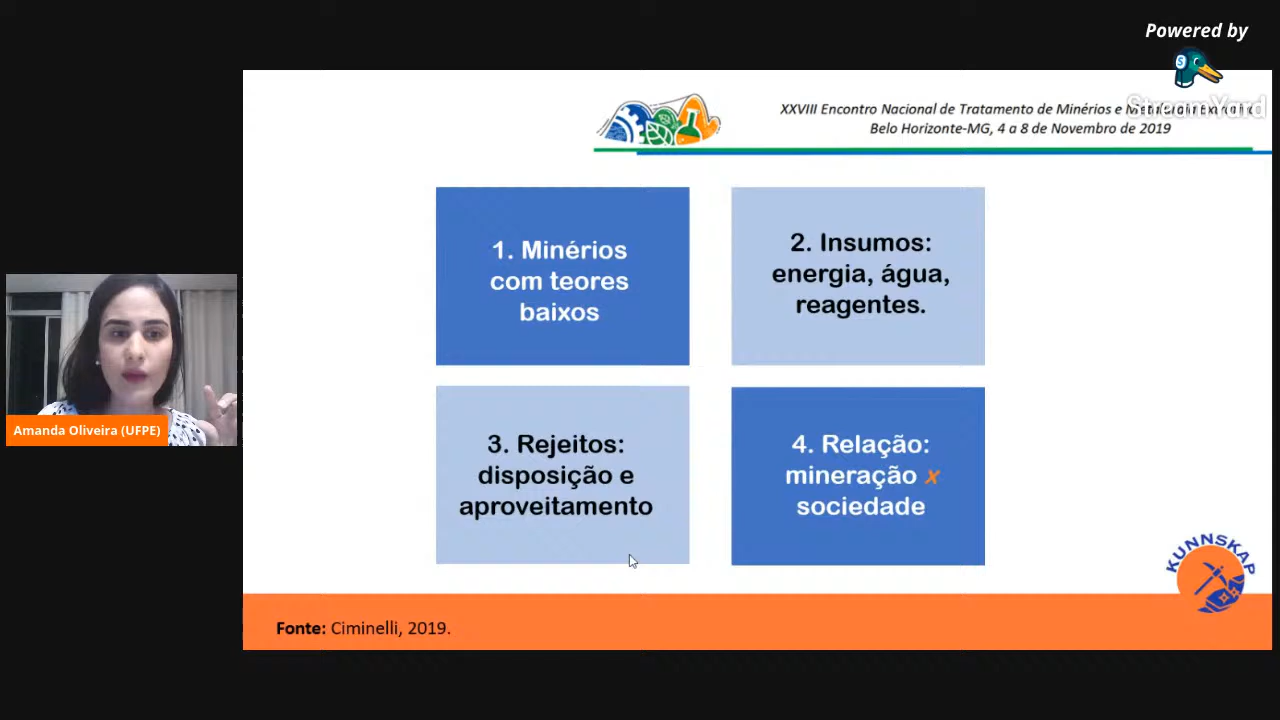 Powered by
StreamYard
XXVIII Encontro Nacional de Tratamento de Minérios e
Belo Horizonte-MG, 4 a 8 de Novembro de 2019
1. Minérios
com teores
baixos
2. Insumos:
energia, água,
reagentes.
3. Rejeitos:
disposição e
aproveitamento
4. Relação:
mineração x
sociedade
Amanda Oliveira (UFPE)
KUNNSKAP
Fonte: Ciminelli, 2019.